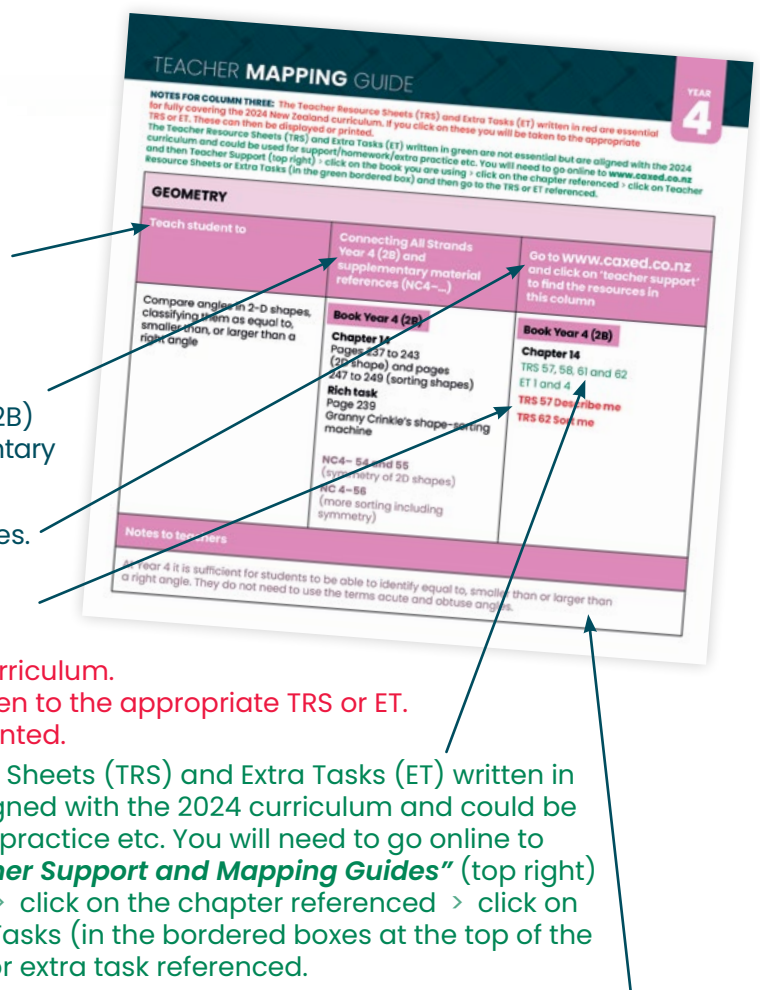 TEACHER MAPPING GUIDE
YEAR
4
NOTES FOR COLUMN THREE: The Teacher Resource Sheets (TRS) and Extra Tasks (ET) written in red are essential
for fully covering the 2024 New Zealand curriculum. If you click on these you will be taken to the appropriate
TRS or ET. These can then be displayed or printed.
The Teacher Resource Sheets (TRS) and Extra Tasks (ET) written in green are not essential but are aligned with the 2024
curriculum and could be used for support/homework/extra practice etc. You will need to go online to www.caxed.co.nz
and then Teacher Support (top right) > click on the book you are using > click on the chapter referenced > click on Teacher
Resource Sheets or Extra Tasks (in the green bordered box) and then go to the TRS or ET referenced.
GEOMETRY
Teach student to
Connecting All Strands
Year 4 (2B) and
supplementary material
references (NC4–...)
Go to www.caxed.co.nz
and click on 'teacher support'
to find the resources in
this column
Compare angles in 2-D shapes,
classifying them as equal to,
smaller than, or larger than a
right angle
Book Year 4 (2B)
Chapter 14
Pages 237 to 243
(2D shape) and pages
247 to 249 (sorting shapes)
Rich task
Page 239
Granny Crinkle's shape-sorting
machine
NC4– 54 and 55
(symmetry of 2D shapes)
NC 4–56
(more sorting including
symmetry)
Book Year 4 (2B)
Chapter 14
TRS 57, 58, 61 and 62
ET 1 and 4
TRS 57 Describe me
TRS 62 Sort me
Notes to teachers
At Year 4 it is sufficient for students to be able to identify equal to, smaller than or larger than
a right angle. They do not need to use the terms acute and obtuse angles.
2B)
ntary
es.
rriculum.
en to the appropriate TRS or ET.
nted.
Sheets (TRS) and Extra Tasks (ET) written in
gned with the 2024 curriculum and could be
practice etc. You will need to go online to
her Support and Mapping Guides” (top right)
> click on the chapter referenced > click on
Tasks (in the bordered boxes at the top of the
or extra task referenced.